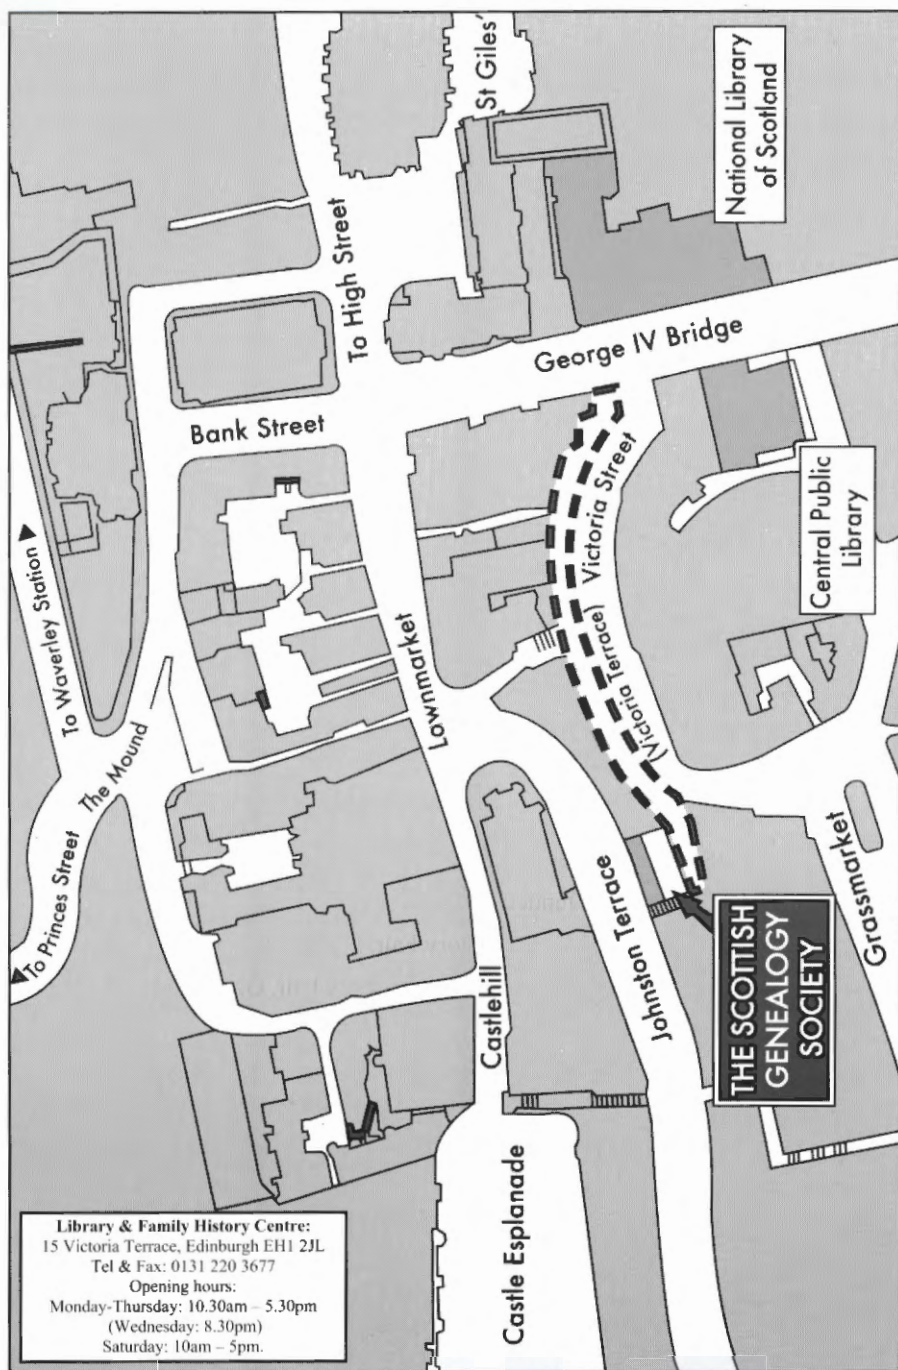 St Giles'
National Library
of Scotland
To High Street
George IV Bridge
Bank Street
Victoria Street
(Victoria Terrace)
Central Public
Library
To Waverley Station
Lawnmarket
The Mound
To Princes Street
Johnston Terrace
Grassmarket
Castlehill
THE SCOTTISH
GENEALOGY
SOCIETY
Castle Esplanade
Library & Family History Centre:
15 Victoria Terrace, Edinburgh EH1 2JL
Tel & Fax: 0131 220 3677
Opening hours:
Monday-Thursday: 10.30am – 5.30pm
(Wednesday: 8.30pm)
Saturday: 10am – 5pm.